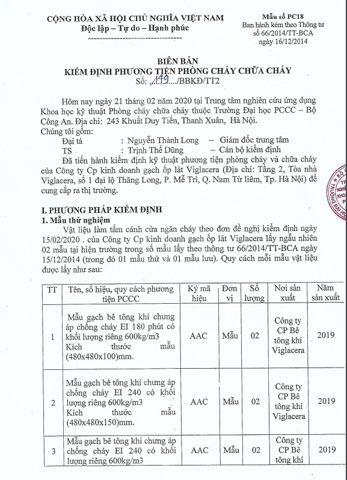 CỘNG HÒA XÃ HỘI CHỦ NGHĨA VIỆT NAM
Độc lập – Tự do – Hạnh phúc
Mẫu số PC18
Ban hành kèm theo Thông tư
số 66/2014/TT-BCA
ngày 16/12/2014
BIÊN BẢN
KIỂM ĐỊNH PHƯƠNG TIỆN PHÒNG CHÁY CHỮA CHÁY
Số: 179/BBKĐ/TT2
Hôm nay ngày 21 tháng 02 năm 2020 tại Trung tâm nghiên cứu ứng dụng
Khoa học kỹ thuật Phòng cháy chữa cháy thuộc Trường Đại học PCCC – Bộ
Công An. Địa chỉ: 243 Khuất Duy Tiến, Thanh Xuân, Hà Nội.
Chúng tôi gồm:
Đại tá : Nguyễn Thành Long – Giám đốc trung tâm
TS : Trịnh Thế Dũng – Cán bộ kiểm định
Đã tiến hành kiểm định kỹ thuật phương tiện phòng cháy và chữa cháy
của Công ty Cp kinh doanh gạch ốp lát Viglacera (Địa chỉ: Tầng 2, Tòa nhà
Viglacera, số 1 đại lộ Thăng Long, P. Mễ Trì, Q. Nam Từ liêm, Tp. Hà Nội) để
cung cấp ra thị trường.
I. PHƯƠNG PHÁP KIỂM ĐỊNH
1. Mẫu thử nghiệm
Vật liệu làm tấm cánh cửa ngăn cháy theo đơn đề nghị kiểm định ngày
15/02/2020 . của Công ty Cp kinh doanh gạch ốp lát Viglacera lấy ngẫu nhiên
02 mẫu tại hiện trường trong số mẫu lấy theo thông tư 66/2014/TT-BCA ngày
15/12/2014 (trong đó 01 mẫu thử và 01 mẫu lưu). Quy cách mỗi mẫu vật liệu
được lấy như sau:
TT Tên, số hiệu, quy cách phương tiện PCCC Ký mã hiệu Đơn vị Số lượng Nơi sản xuất Năm sản xuất
1 Mẫu gạch bê tông khí chưng áp chống cháy EI 180 phút có khối lượng riêng 600kg/m3 Kích thước mẫu (480x480x100)mm. AAC Mẫu 02 Công ty CP Bê tông khí Viglacera 2019
2 Mẫu gạch bê tông khí chưng áp chống cháy EI 240 có khối lượng riêng 600kg/m3 Kích thước mẫu (480x480x150)mm. AAC Mẫu 02 Công ty CP Bê tông khí Viglacera 2019
3 Mẫu gạch bê tông khí chưng áp chống cháy EI 240 có khối lượng riêng 600kg/m3 AAC Mẫu 02 Công ty CP Bê tông khí 2019